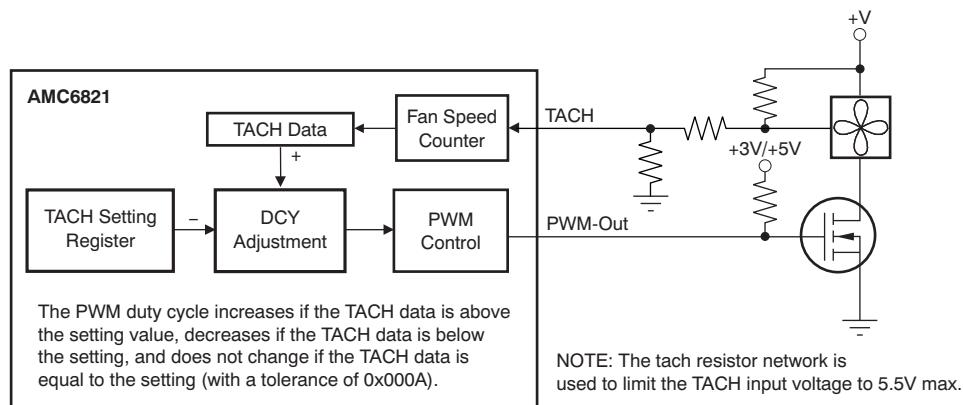 +V
AMC6821
TACH Data
Fan Speed
Counter
TACH
+3V/+5V
+
TACH Setting
Register
–
DCY
Adjustment
PWM
Control
PWM-Out
The PWM duty cycle increases if the TACH data is above
the setting value, decreases if the TACH data is below
the setting, and does not change if the TACH data is
equal to the setting (with a tolerance of 0x000A).
NOTE: The tach resistor network is
used to limit the TACH input voltage to 5.5V max.